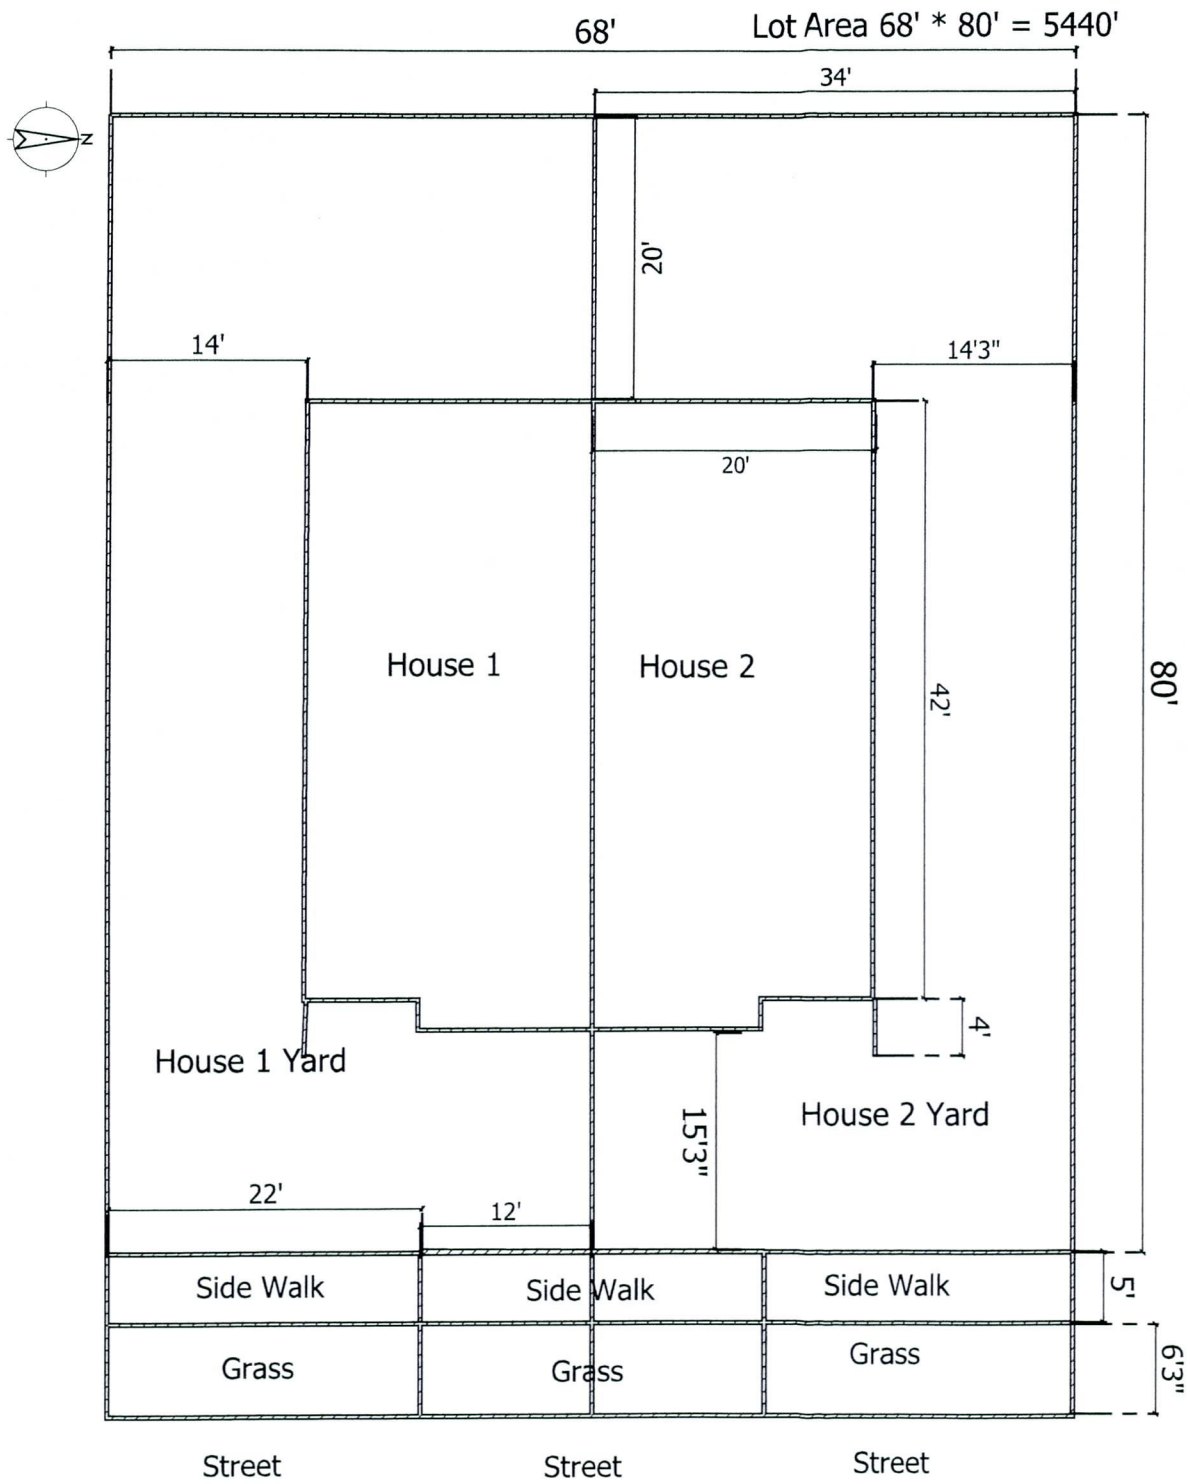 68'
Lot Area 68' * 80' = 5440'
34'
N
20'
14'
14'3"
20'
House 1
House 2
42'
80'
4'
House 1 Yard
15'3"
House 2 Yard
22'
12'
Side Walk
Side Walk
Side Walk
5'
Grass
Grass
Grass
6'3"
Street
Street
Street